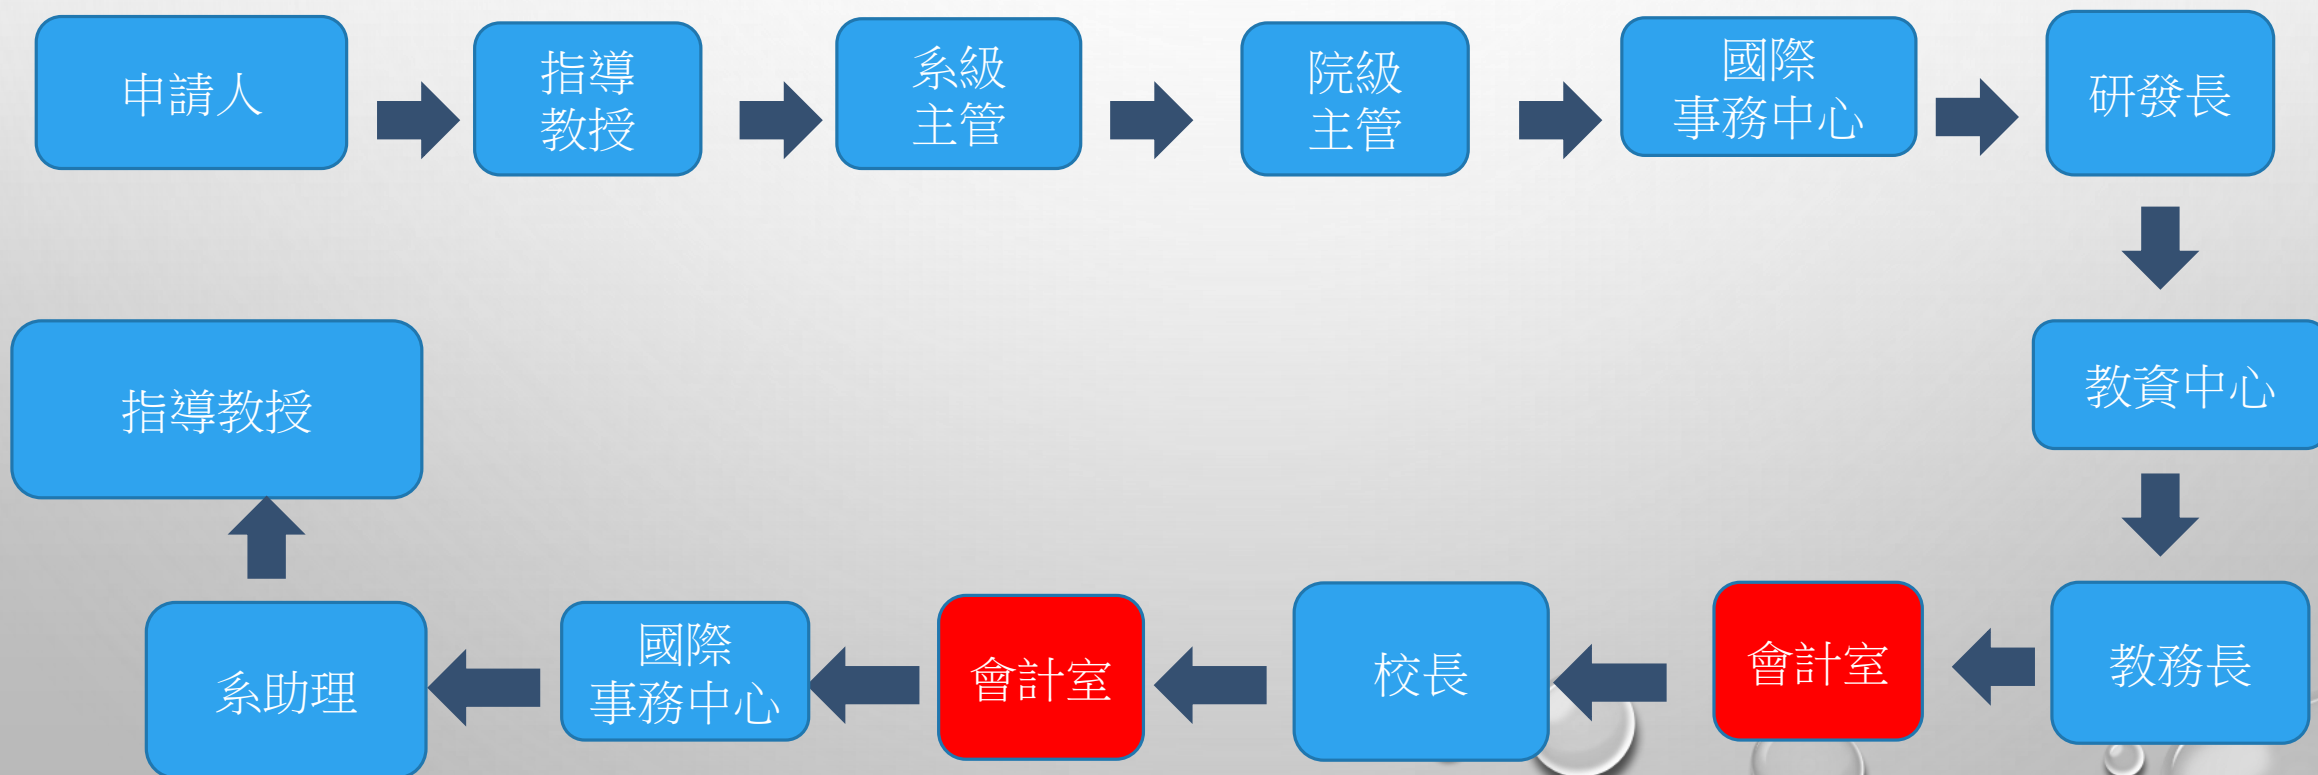 申請人
指導
教授
系級
主管
院級
主管
國際
事務中心
研發長
教資中心
教務長
會計室
校長
會計室
國際
事務中心
系助理
指導教授